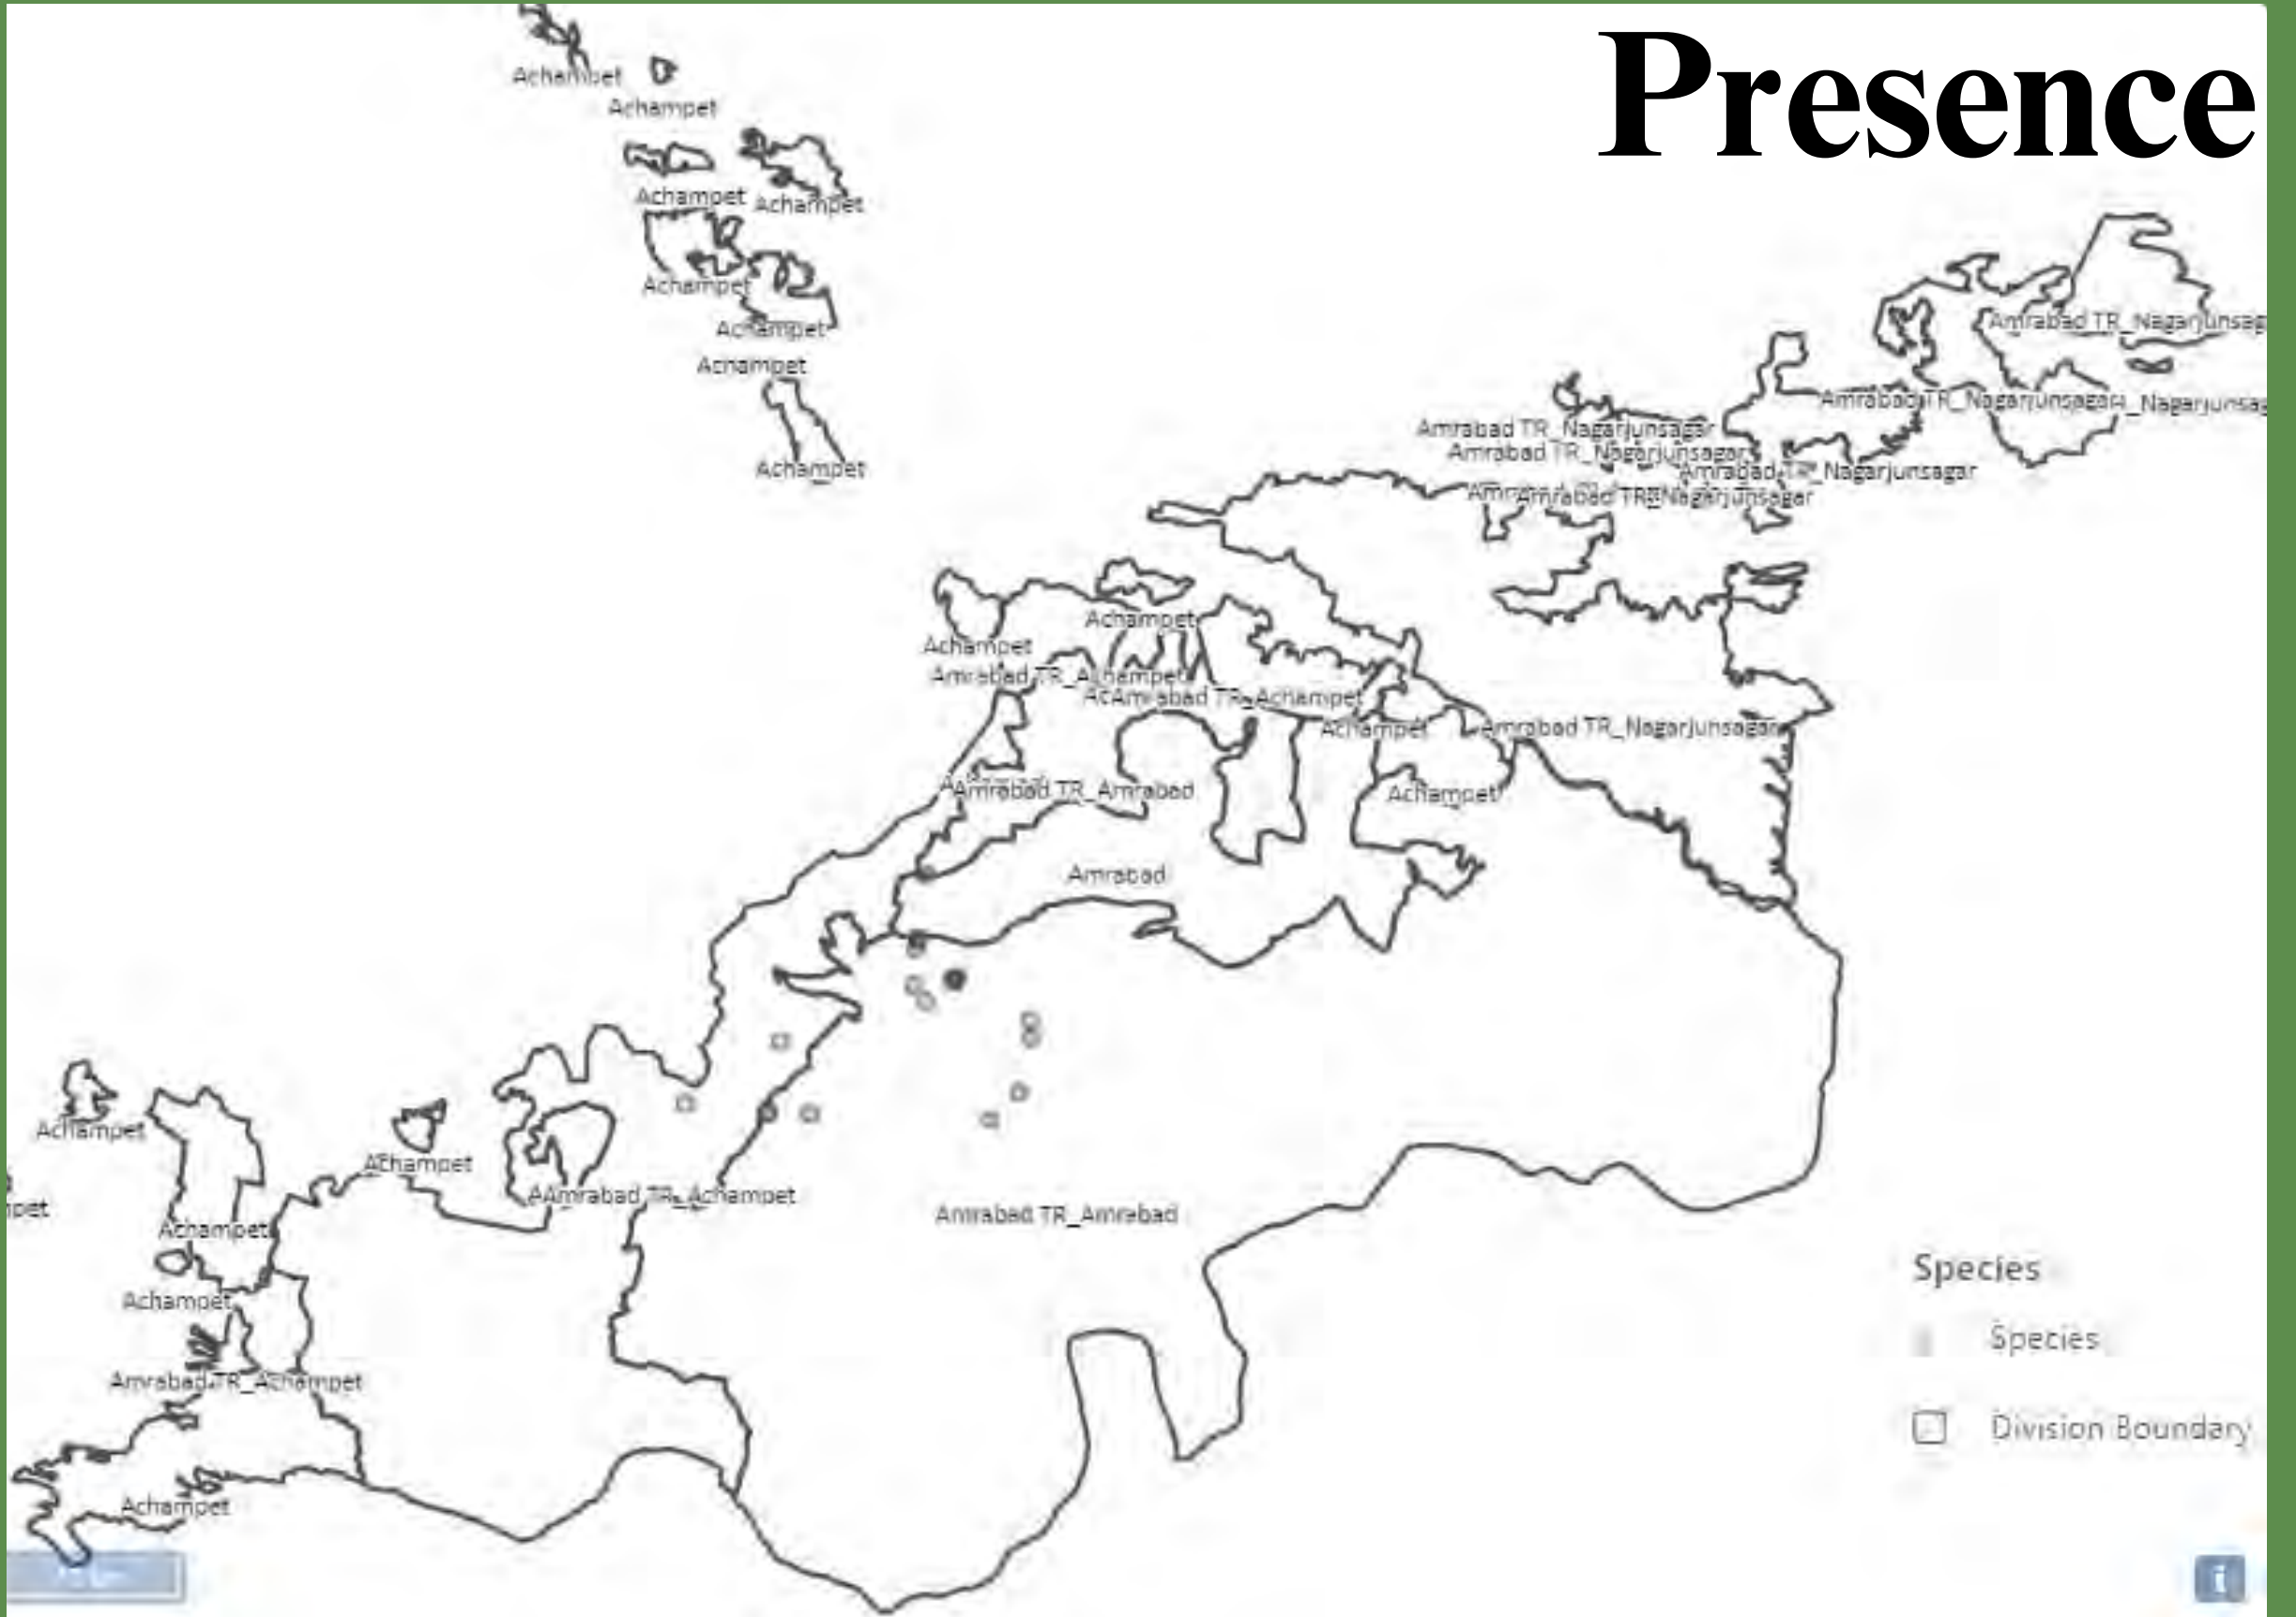 Presence
Achampet
Achampet
Achampet
Achampet
Achampet
Achampet
Achampet
Achampet
Amrabad TR_Nagarjunsag
Amrabad TR_Nagarjunsagar
_Nagarjunsag
Amrabad TR_Nagarjunsagar
Amrabad TR_Nagarjunsagar
Amrabad TR_Nagarjunsagar
Amrabad TR_Nagarjunsagar
Achampet
Achampet
Amrabad TR_Achampet
Amrabad TR_Achampet
Achampet
Amrabad TR_Nagarjunsagar
Amrabad TR_Amrabad
Achampet
Amrabad
Achampet
Achampet
Amrabad TR_Achampet
pet
Amrabad TR_Amrabad
Achampet
Achampet
Amrabad TR_Achampet
Achampet
Species
Species
Division Boundary
i